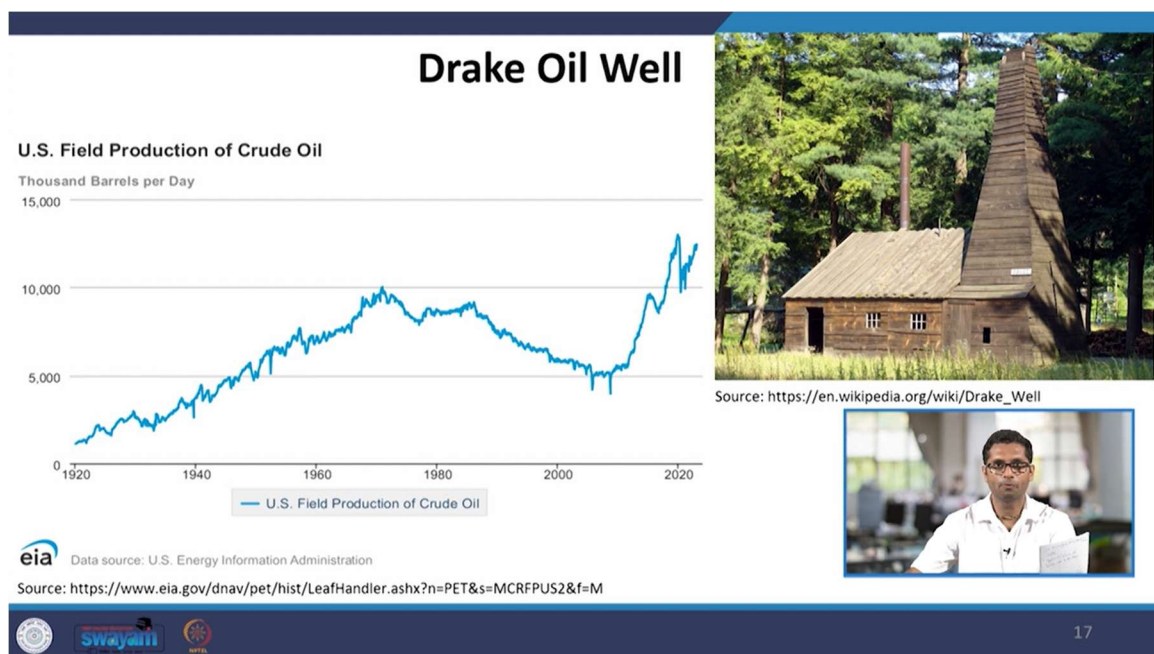 Drake Oil Well
U.S. Field Production of Crude Oil
Thousand Barrels per Day
15,000
10,000
5,000
0
1920 1940 1960 1980 2000 2020
U.S. Field Production of Crude Oil
eia Data source: U.S. Energy Information Administration
Source: https://www.eia.gov/dnav/pet/hist/LeafHandler.ashx?n=PET&s=MCRFPUS2&f=M
Source: https://en.wikipedia.org/wiki/Drake_Well
swayam
NPTEL
17